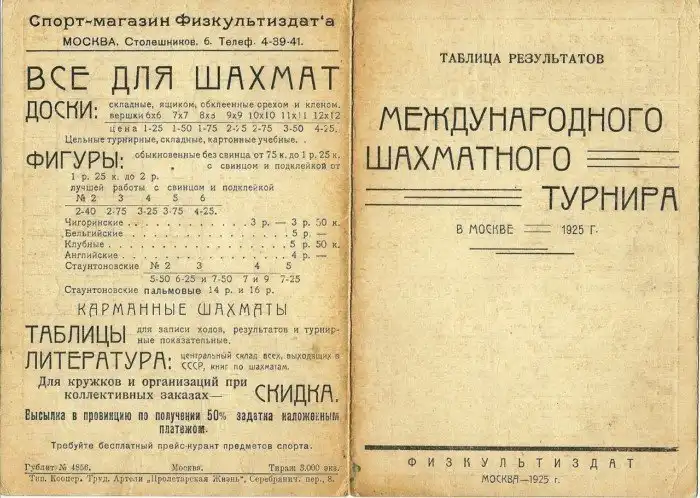 Спорт-магазин Физкультиздат'а
МОСКВА. Столешников. 6. Телеф. 4-39-41.
ВСЕ ДЛЯ ШАХМАТ
ДОСКИ: складные, ящиком, обклеенные орехом и кленом.
вершки 6х6 7х7 8х8 9х9 10х10 11х11 12х12
цена 1-25 1-50 1-75 2-25 2-75 3-50 4-25.
Цельные турнирные, складные, картонные учебные.
ФИГУРЫ: обыкновенные без свинца от 75 к. до 1 р. 25 к.
с свинцом и подклейкой от
1 р. 25 к. до 2 р.
лучшей работы с свинцом и подклейкой
№ 2 3 4 5 6
2-40 2-75 3-25 3-75 4-25.
Чигоринские . . . . . . . . . . . 3 р. — 3 р. 50 к.
Бельгийские . . . . . . . . . . . 5 р. —
Клубные . . . . . . . . . . . 5 р. 50 к.
Английские . . . . . . . . . . . 4 р. —
Стаунтоновские № 2 3 4 5
5-50 6-25 и 7-50 7 и 9 7-25
Стаунтоновские пальмовые 14 р. и 16 р.
КАРМАННЫЕ ШАХМАТЫ
ТАБЛИЦЫ для записи ходов, результатов и турнир-
ные показательные.
ЛИТЕРАТУРА: центральный склад всех, выходящих в
СССР, книг по шахматам.
Для кружков и организаций при
коллективных заказах— СКИДКА.
Высылка в провинцию по получении 50% задатка наложенным
платежом.
Требуйте бесплатный прейс-курант предметов спорта.
Гублит № 4856. Москва. Тираж 5.000 экз.
Тип. Коопер. Труд. Артели „Пролетарская Жизнь“, Серебрянич. пер., 8.
ТАБЛИЦА РЕЗУЛЬТАТОВ
МЕЖДУНАРОДНОГО
ШАХМАТНОГО
ТУРНИРА
В МОСКВЕ 1925 Г.
ФИЗКУЛЬТИЗДАТ
МОСКВА—1925 г.